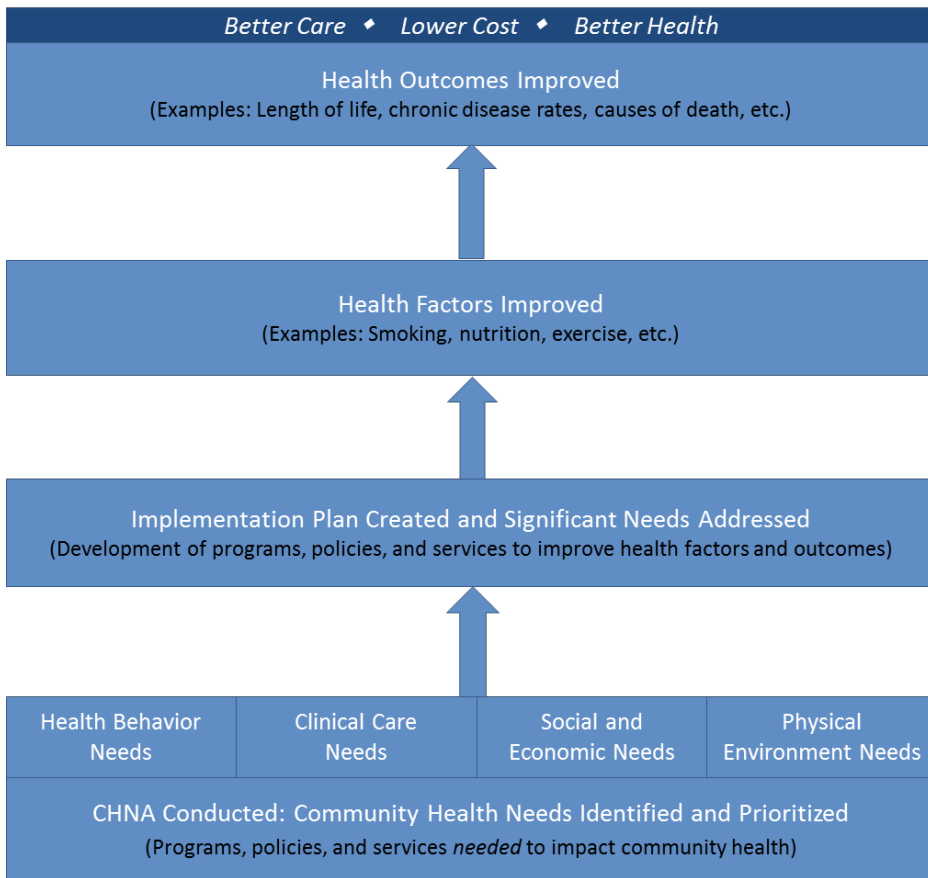 Better Care ◆ Lower Cost ◆ Better Health
Health Outcomes Improved
(Examples: Length of life, chronic disease rates, causes of death, etc.)
Health Factors Improved
(Examples: Smoking, nutrition, exercise, etc.)
Implementation Plan Created and Significant Needs Addressed
(Development of programs, policies, and services to improve health factors and outcomes)
Health Behavior
Needs
Clinical Care
Needs
Social and
Economic Needs
Physical
Environment Needs
CHNA Conducted: Community Health Needs Identified and Prioritized
(Programs, policies, and services needed to impact community health)